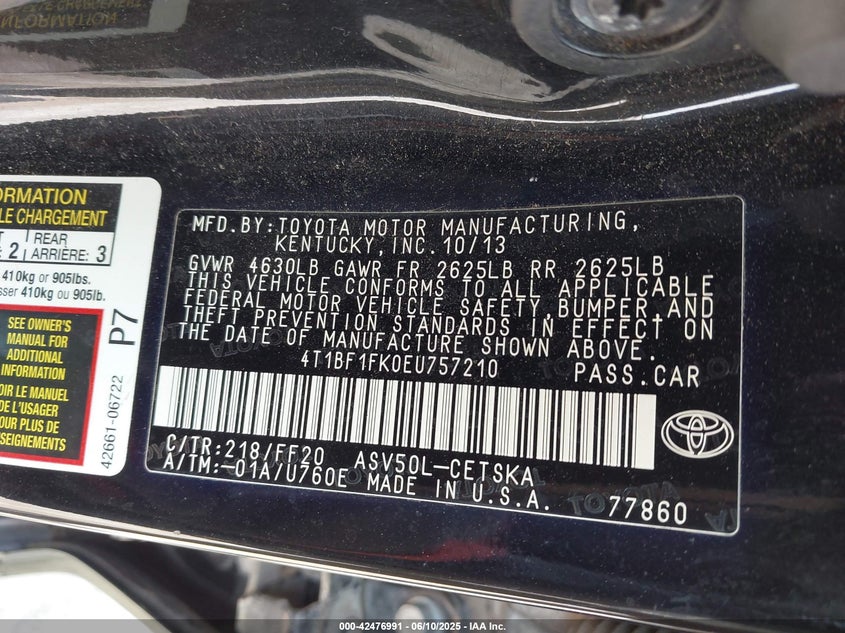 ORMATION
LE CHARGEMENT
2
REAR
ARRIÈRE: 3
410kg or 905lbs.
sser 410kg ou 905lb.
SEE OWNER'S
MANUAL FOR
ADDITIONAL
INFORMATION
OIR LE MANUEL
DE L'USAGER
POUR PLUS DE
NSEIGNEMENTS
P7
42661-06722
MFD.BY:TOYOTA MOTOR MANUFACTURING,
KENTUCKY, INC. 10/13
GVWR 4630LB GAWR FR 2625LB RR 2625LB
THIS VEHICLE CONFORMS TO ALL APPLICABLE
FEDERAL MOTOR VEHICLE SAFETY, BUMPER, AND
THEFT PREVENTION STANDARDS IN EFFECT ON
THE DATE OF MANUFACTURE SHOWN ABOVE.
4T1BF1FK0EU757210 PASS.CAR
C/TR:218/FF20 ASV50L-CETSKA
A/TM:-01A/U760E MADE IN U.S.A.
TOYOTA
77860
000-42476991 - 06/10/2025 - IAA Inc.